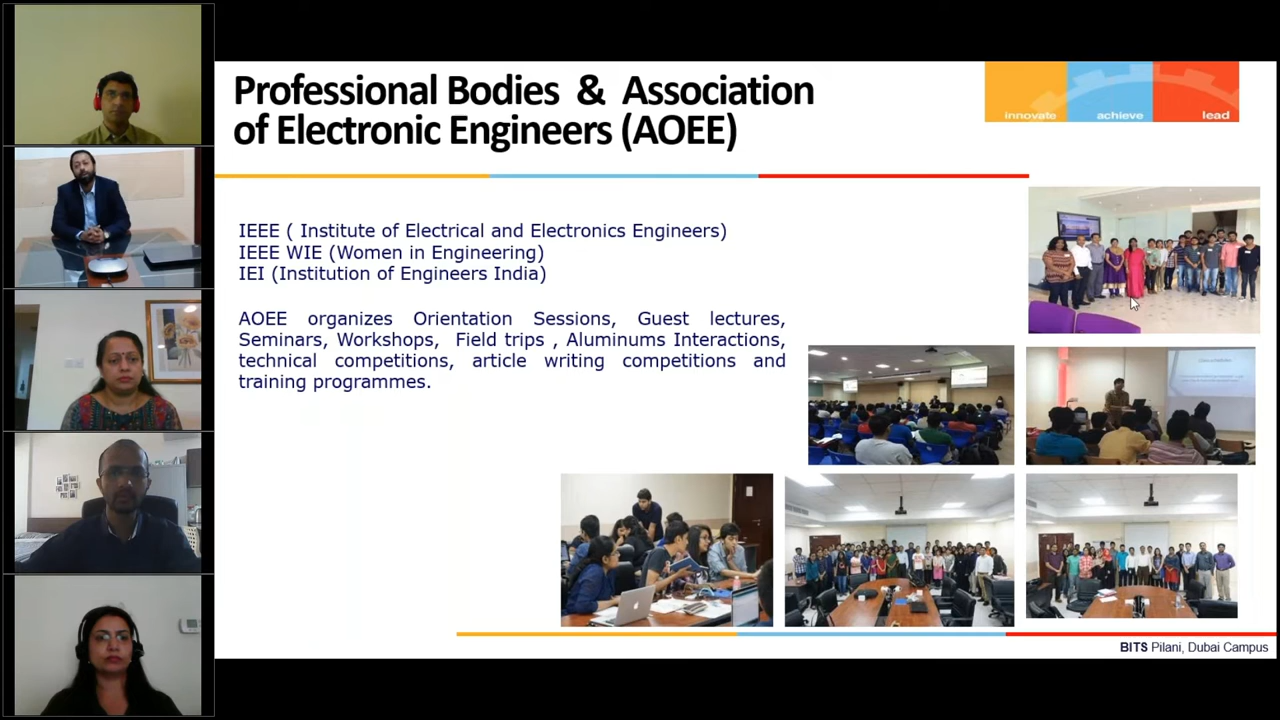 Professional Bodies & Association
of Electronic Engineers (AOEE)
innovate achieve lead
IEEE ( Institute of Electrical and Electronics Engineers)
IEEE WIE (Women in Engineering)
IEI (Institution of Engineers India)
AOEE organizes Orientation Sessions, Guest lectures,
Seminars, Workshops, Field trips , Aluminums Interactions,
technical competitions, article writing competitions and
training programmes.
BITS Pilani, Dubai Campus